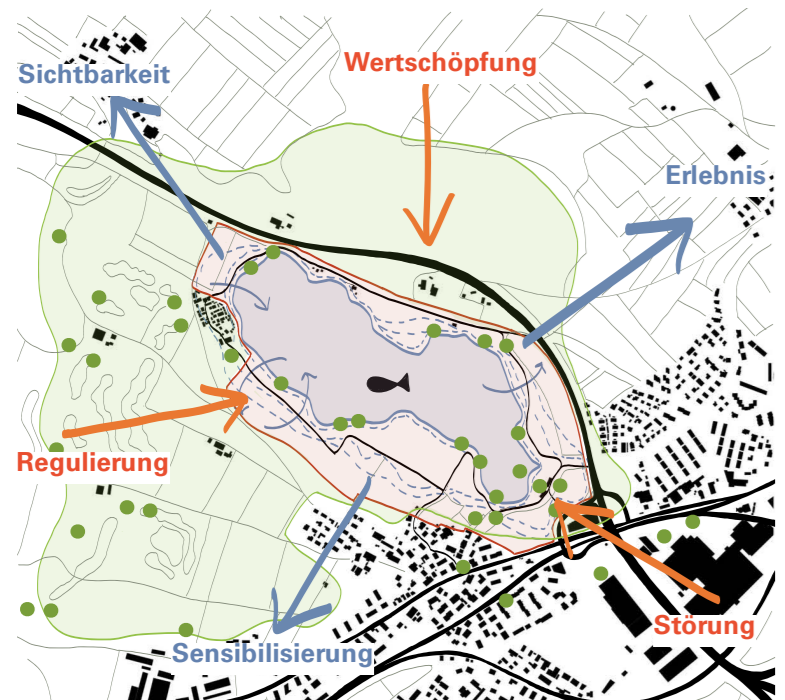 Wertschöpfung
Sichtbarkeit
Erlebnis
Regulierung
Störung
Sensibilisierung